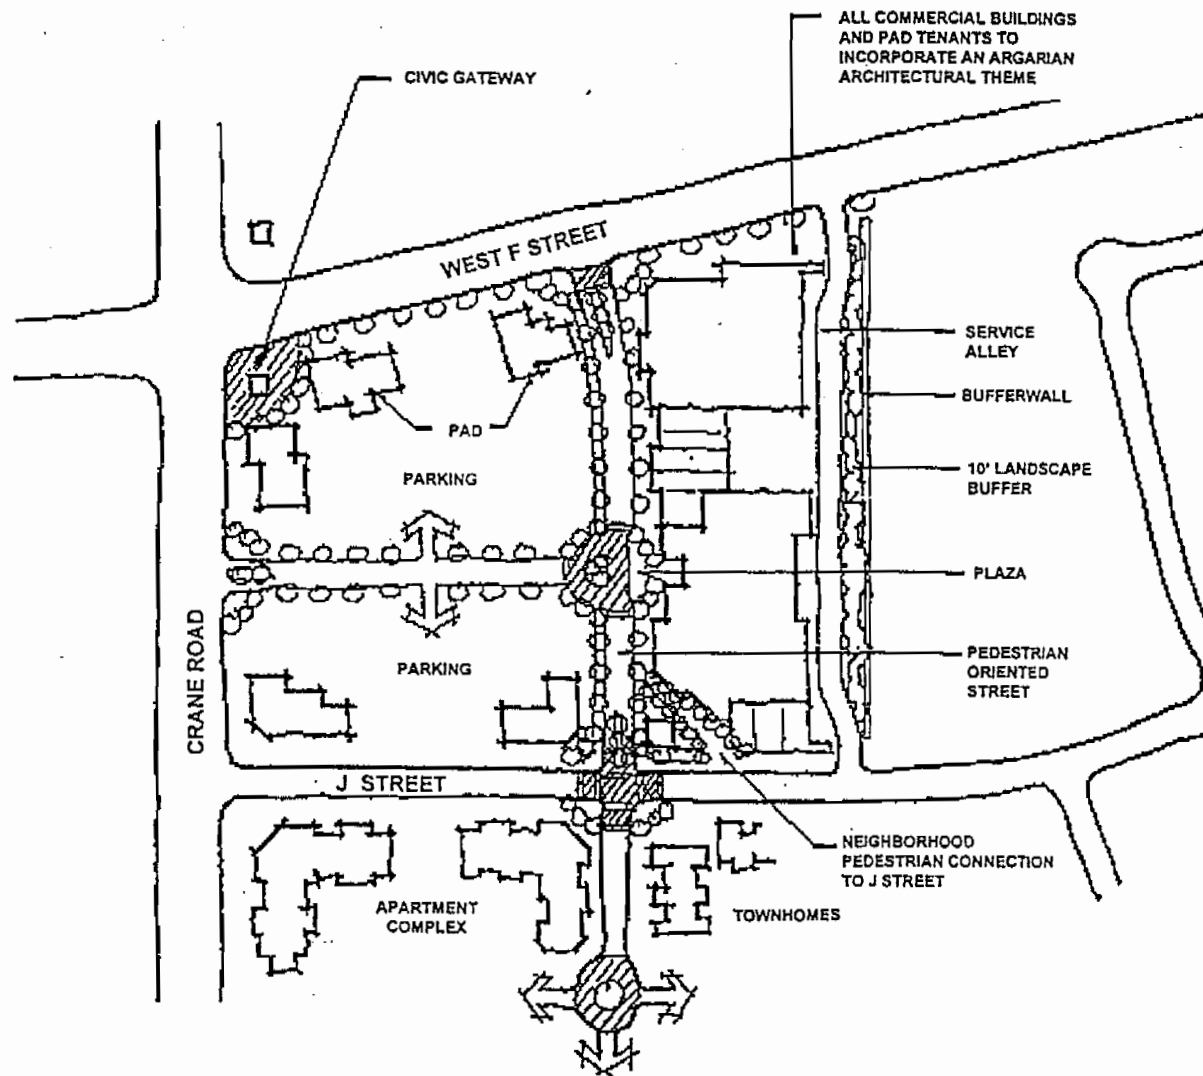 ALL COMMERCIAL BUILDINGS
AND PAD TENANTS TO
INCORPORATE AN ARGARIAN
ARCHITECTURAL THEME
CIVIC GATEWAY
WEST F STREET
SERVICE
ALLEY
BUFFERWALL
PAD
10' LANDSCAPE
BUFFER
PARKING
PLAZA
CRANE ROAD
PARKING
PEDESTRIAN
ORIENTED
STREET
J STREET
NEIGHBORHOOD
PEDESTRIAN CONNECTION
TO J STREET
APARTMENT
COMPLEX
TOWNHOMES